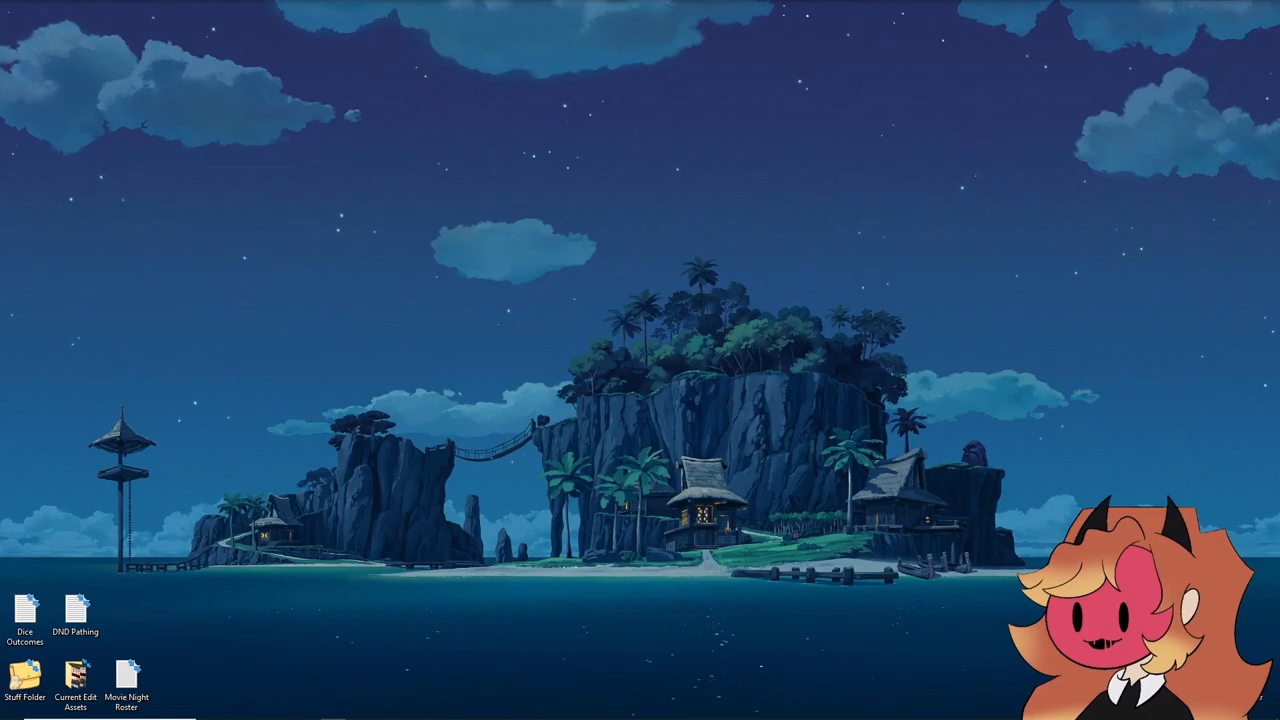 Dice
Outcomes
DND Pathing
Stuff Folder
Current Edit
Assets
Movie Night
Roster